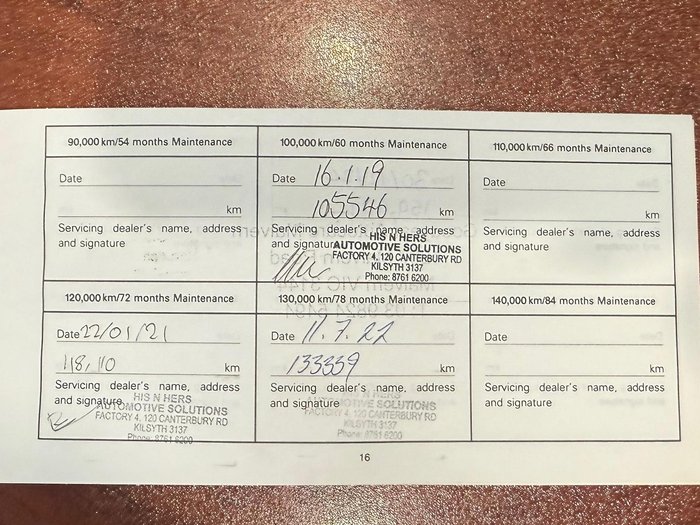 90,000 km/54 months Maintenance
Date
km
Servicing dealer's name, address
and signature
100,000 km/60 months Maintenance
Date 16.1.19
105546 km
Servicing dealer's name, address
and signature
HIS N HERS
AUTOMOTIVE SOLUTIONS
FACTORY 4, 120 CANTERBURY RD
KILSYTH 3137
Phone: 8761 6200
110,000 km/66 months Maintenance
Date
km
Servicing dealer's name, address
and signature
120,000 km/72 months Maintenance
Date 22/01/21
118,110 km
Servicing dealer's name, address
and signature
HIS N HERS
AUTOMOTIVE SOLUTIONS
FACTORY 4, 120 CANTERBURY RD
KILSYTH 3137
Phone: 8761 6200
130,000 km/78 months Maintenance
Date 11.7.22
133339 km
Servicing dealer's name, address
and signature
HIS N HERS
AUTOMOTIVE SOLUTIONS
FACTORY 4, 120 CANTERBURY RD
KILSYTH 3137
Phone: 8761 6200
140,000 km/84 months Maintenance
Date
km
Servicing dealer's name, address
and signature
16